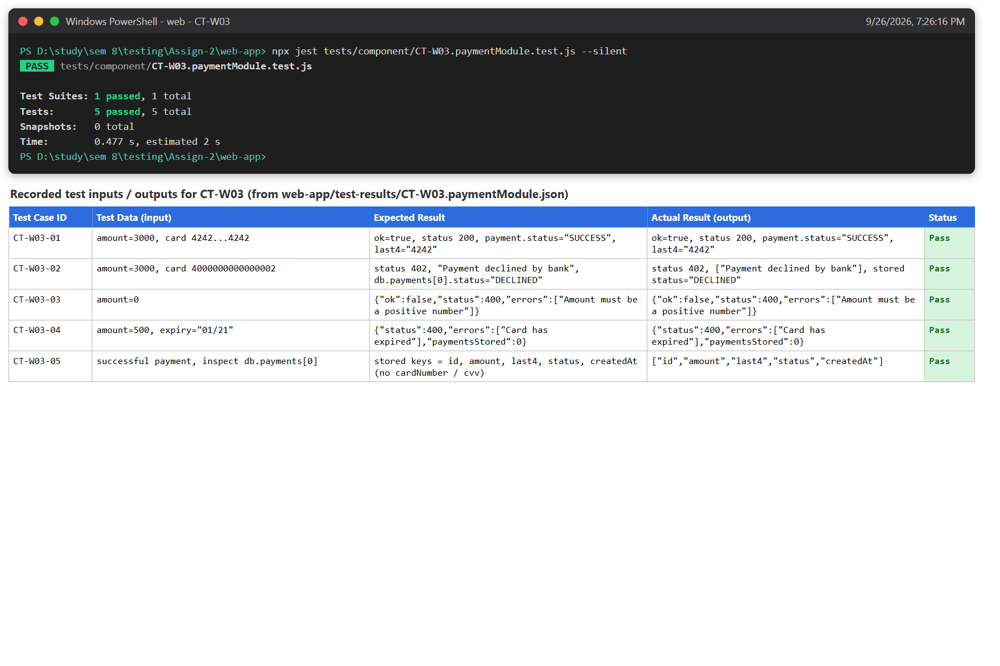 Windows PowerShell - web - CT-W03 9/26/2026, 7:26:16 PM
PS D:\study\sem 8\testing\Assign-2\web-app> npx jest tests/component/CT-W03.paymentModule.test.js --silent
PASS tests/component/CT-W03.paymentModule.test.js
Test Suites: 1 passed, 1 total
Tests: 5 passed, 5 total
Snapshots: 0 total
Time: 0.477 s, estimated 2 s
PS D:\study\sem 8\testing\Assign-2\web-app>
Recorded test inputs / outputs for CT-W03 (from web-app/test-results/CT-W03.paymentModule.json)
Test Case ID Test Data (input) Expected Result Actual Result (output) Status
CT-W03-01 amount=3000, card 4242...4242 ok=true, status 200, payment.status="SUCCESS", ok=true, status 200, payment.status="SUCCESS", Pass
last4="4242" last4="4242"
CT-W03-02 amount=3000, card 4000000000000002 status 402, "Payment declined by bank", status 402, ["Payment declined by bank"], stored Pass
db.payments[0].status="DECLINED" status="DECLINED"
CT-W03-03 amount=0 {"ok":false,"status":400,"errors":["Amount must be {"ok":false,"status":400,"errors":["Amount must be Pass
a positive number"]} a positive number"]}
CT-W03-04 amount=500, expiry="01/21" {"status":400,"errors":["Card has {"status":400,"errors":["Card has Pass
expired"],"paymentsStored":0} expired"],"paymentsStored":0}
CT-W03-05 successful payment, inspect db.payments[0] stored keys = id, amount, last4, status, createdAt ["id","amount","last4","status","createdAt"] Pass
(no cardNumber / cvv)